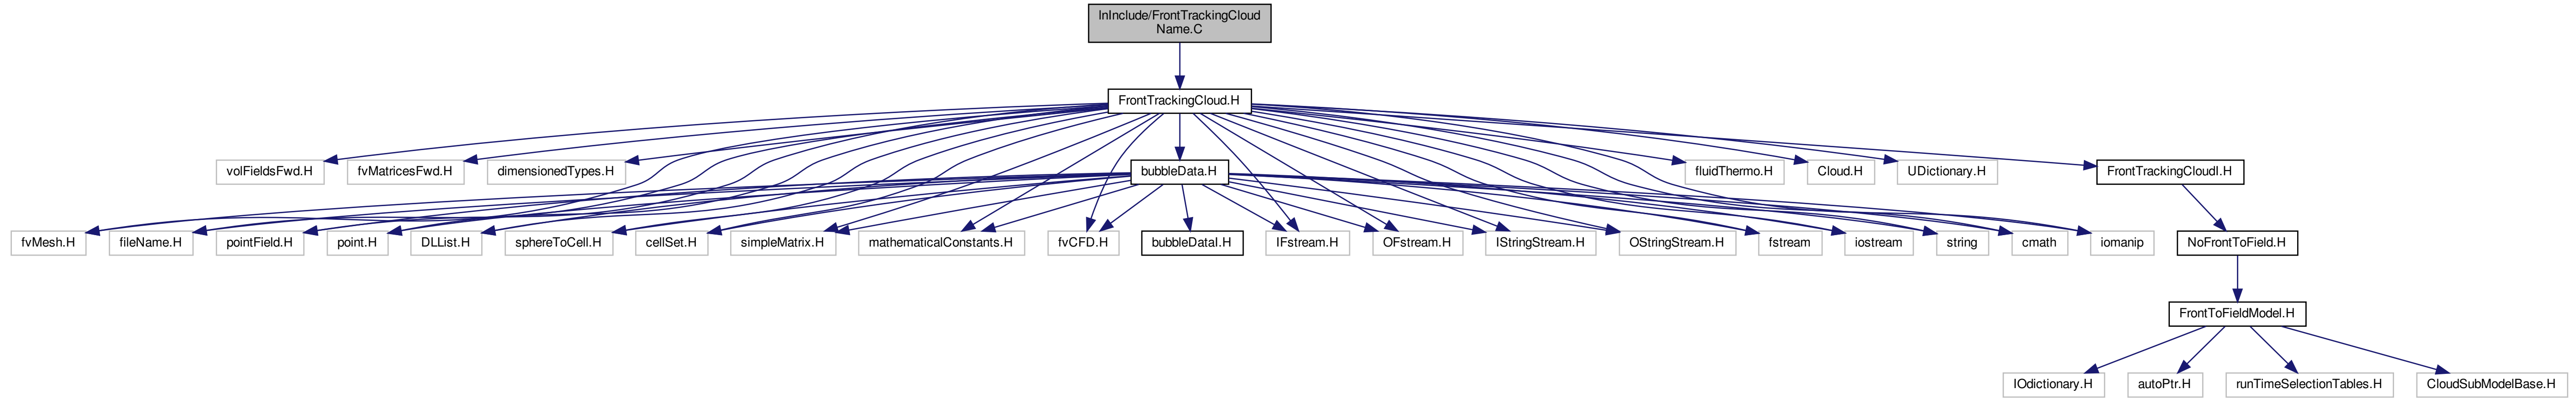 lnInclude/FrontTrackingCloud
Name.C
FrontTrackingCloud.H
volFieldsFwd.H
fvMatricesFwd.H
dimensionedTypes.H
bubbleData.H
fluidThermo.H
Cloud.H
UDictionary.H
FrontTrackingCloudI.H
fvMesh.H
fileName.H
pointField.H
point.H
DLList.H
sphereToCell.H
cellSet.H
simpleMatrix.H
mathematicalConstants.H
fvCFD.H
bubbleDataI.H
IFstream.H
OFstream.H
IStringStream.H
OStringStream.H
fstream
iostream
string
cmath
iomanip
NoFrontToField.H
FrontToFieldModel.H
IOdictionary.H
autoPtr.H
runTimeSelectionTables.H
CloudSubModelBase.H